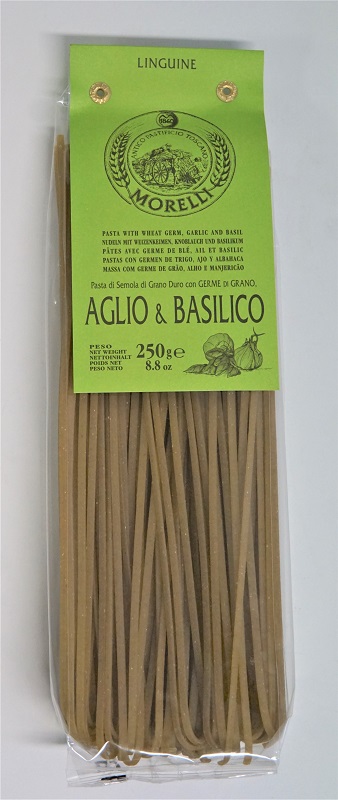 LINGUINE
1860
ANTICO PASTIFICIO TOSCANO
MORELLI
PASTA WITH WHEAT GERM, GARLIC AND BASIL
NUDELN MIT WEIZENKEIMEN, KNOBLAUCH UND BASILIKUM
PÂTES AVEC GERME DE BLÉ, AIL ET BASILIC
PASTAS CON GERMEN DE TRIGO, AJO Y ALBAHACA
MASSA COM GERME DE GRÃO, ALHO E MANJERICÃO
Pasta di Semola di Grano Duro con GERME DI GRANO,
AGLIO & BASILICO
PESO
NET WEIGHT
NETTOINHALT
POIDS NET
PESO NETO
250g℮
8.8 oz